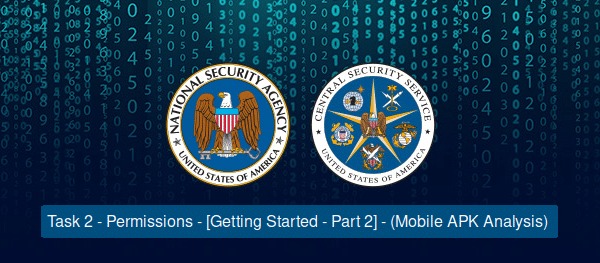 NATIONAL SECURITY AGENCY
UNITED STATES OF AMERICA
CENTRAL SECURITY SERVICE
UNITED STATES OF AMERICA
Task 2 - Permissions - [Getting Started - Part 2] - (Mobile APK Analysis)